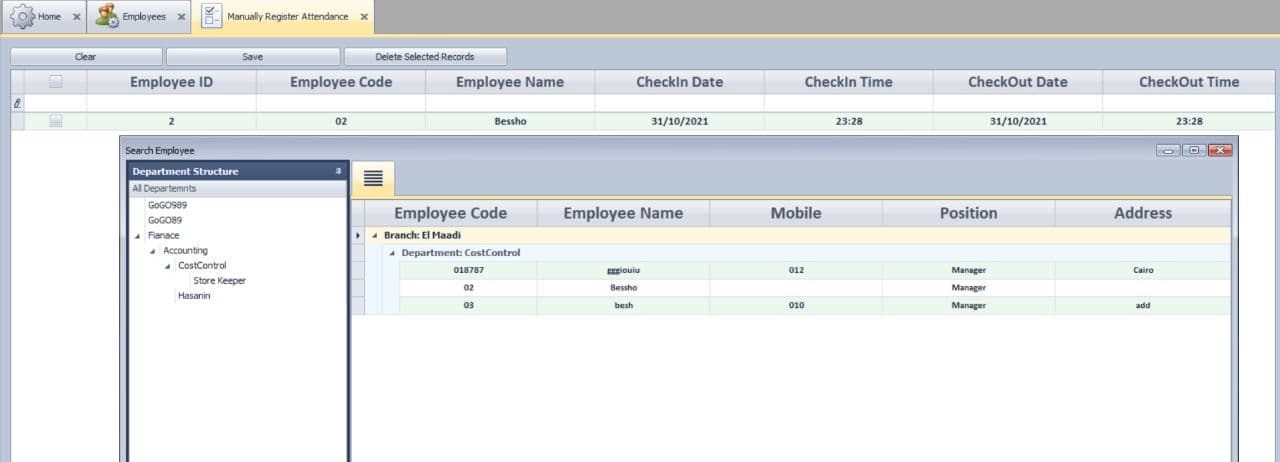 Home Employees Manually Register Attendance
Clear Save Delete Selected Records
Employee ID Employee Code Employee Name CheckIn Date CheckIn Time CheckOut Date CheckOut Time
2 02 Bessho 31/10/2021 23:28 31/10/2021 23:28
Search Employee
Department Structure
All Departemnts
GoGO989
GoGO89
Fianace
Accounting
CostControl
Store Keeper
Hasanin
Employee Code Employee Name Mobile Position Address
Branch: El Maadi
Department: CostControl
018787 gggiouiu 012 Manager Cairo
02 Bessho Manager
03 besh 010 Manager add